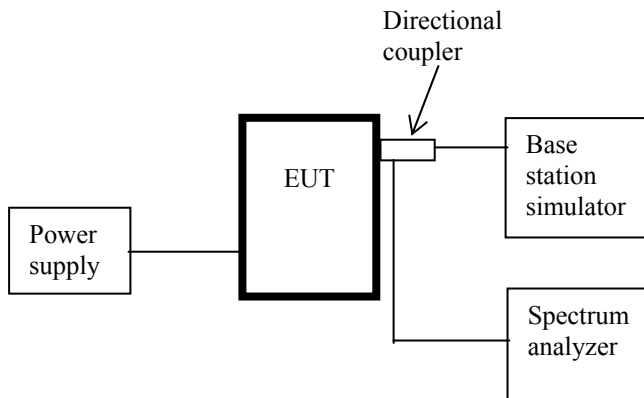 Directional
coupler
EUT
Base
station
simulator
Power
supply
Spectrum
analyzer